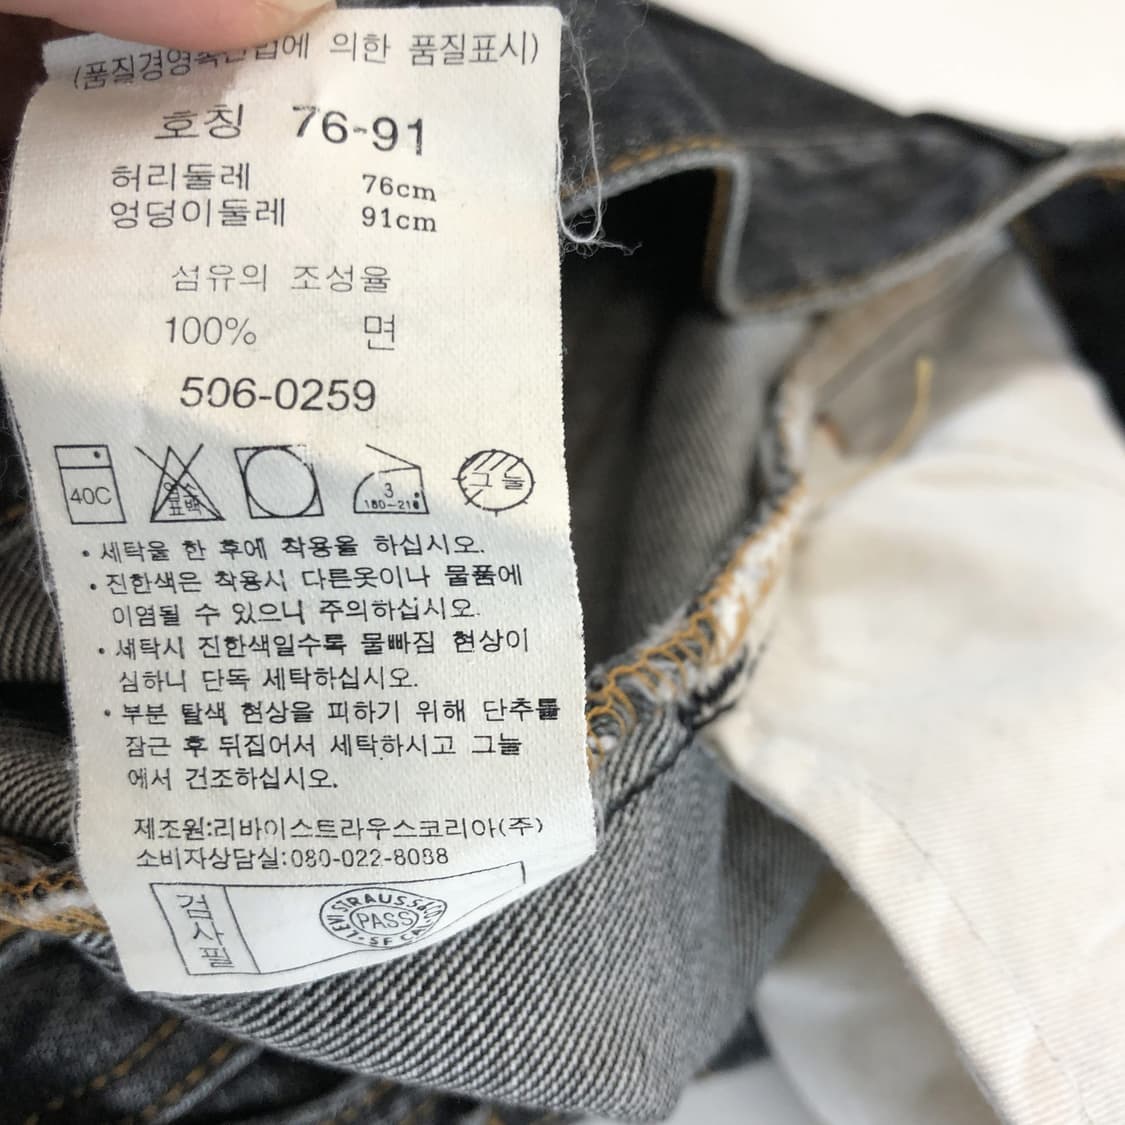 (품질경영촉진법에 의한 품질표시)
호칭 76-91
허리둘레 76cm
엉덩이둘레 91cm
섬유의 조성율
100% 면
506-0259
40C 염소 표백 3 180~210 그늘
• 세탁을 한 후에 착용을 하십시오.
• 진한색은 착용시 다른옷이나 물품에
이염될 수 있으니 주의하십시오.
• 세탁시 진한색일수록 물빠짐 현상이
심하니 단독 세탁하십시오.
• 부분 탈색 현상을 피하기 위해 단추를
잠근 후 뒤집어서 세탁하시고 그늘
에서 건조하십시오.
제조원:리바이스트라우스코리아(주)
소비자상담실:080-022-8088
검사필
LEVI STRAUSS & CO.
PASS
SF CAL